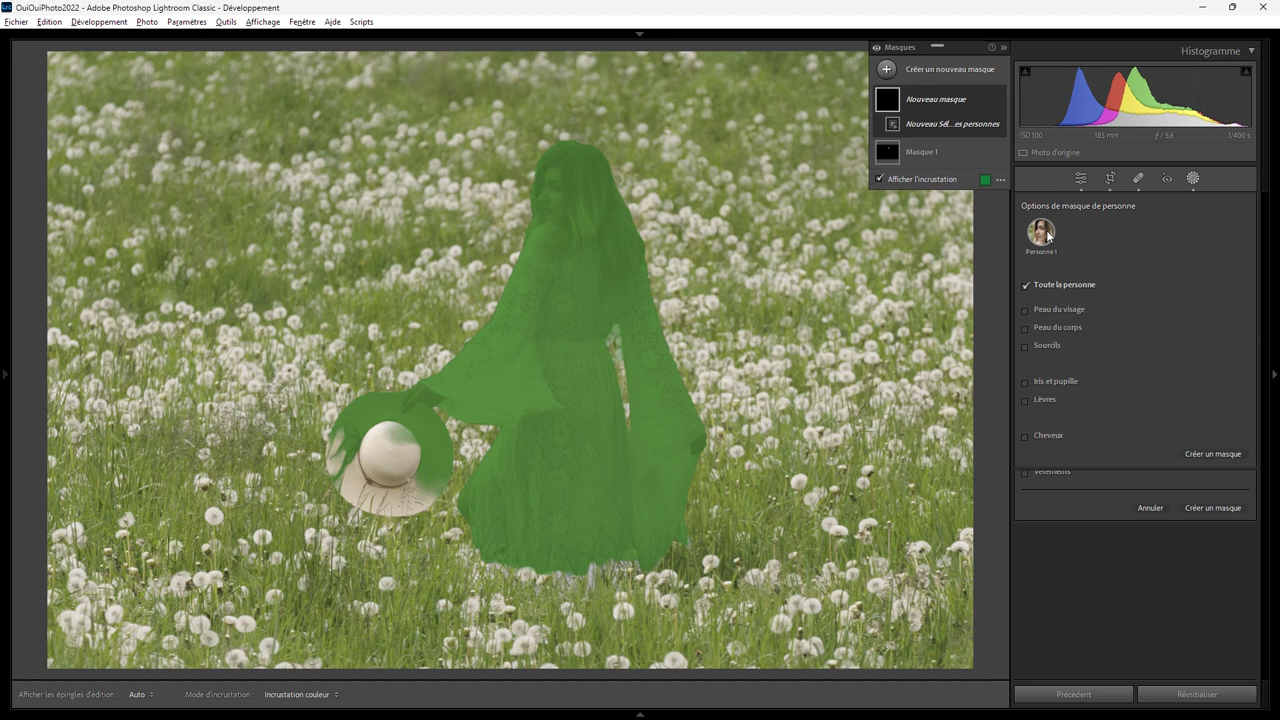 OuiOuiPhoto2022 - Adobe Photoshop Lightroom Classic - Développement
Fichier Edition Développement Photo Paramètres Outils Affichage Fenêtre Aide Scripts
Masques
Créer un nouveau masque
Nouveau masque
Nouveau Sél...es personnes
Masque 1
Afficher l'incrustation
Histogramme
ISO 100 185 mm ƒ / 5,6 1/400 s
Photo d'origine
Options de masque de personne
Personne 1
Toute la personne
Peau du visage
Peau du corps
Sourcils
Iris et pupille
Lèvres
Cheveux
Créer un masque
Vêtements
Annuler Créer un masque
Afficher les épingles d'édition : Auto Mode d'incrustation : Incrustation couleur
Précédent Réinitialiser